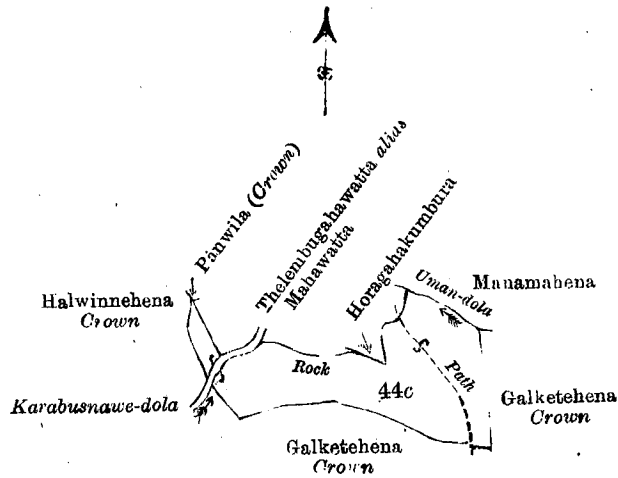 Pânwila (Crown)
Thelembugahawatta alias
Mahawatta
Horagahakumbura
Uman-dola
Manamahena
Halwinnehena
Crown
Rock
Path
44c
Karabusnawe-dola
Galketehena
Crown
Galketehena
Crown